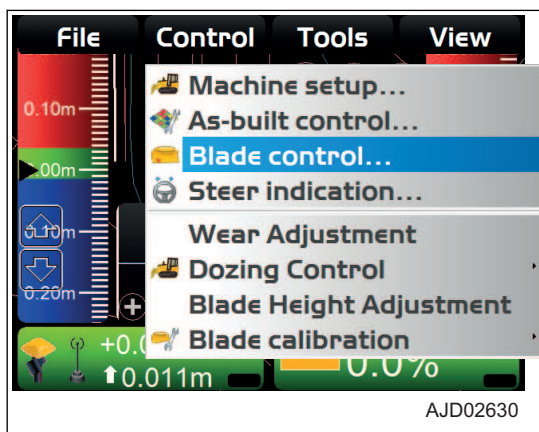 File Control Tools View
Machine setup...
0.10m
As-built control...
.00m
Blade control...
Steer indication...
0.10m
Wear Adjustment
Dozing Control
0.20m
Blade Height Adjustment
Blade calibration
+0.0
0.011m
0.0%
AJD02630